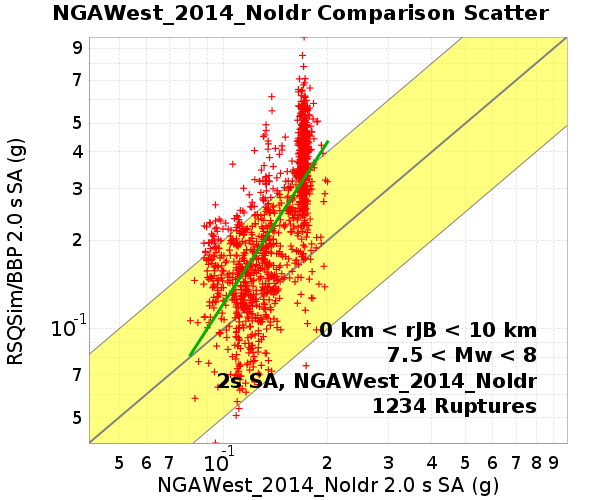 NGAWest_2014_NoIdr Comparison Scatter
RSQSim/BBP 2.0 s SA (g)
9
7
5
4
3
2
10-1
7
5
0 km < rJB < 10 km
7.5 < Mw < 8
2s SA, NGAWest_2014_NoIdr
1234 Ruptures
5 6 7 10-1 2 3 4 5 6 7 8 9
NGAWest_2014_NoIdr 2.0 s SA (g)